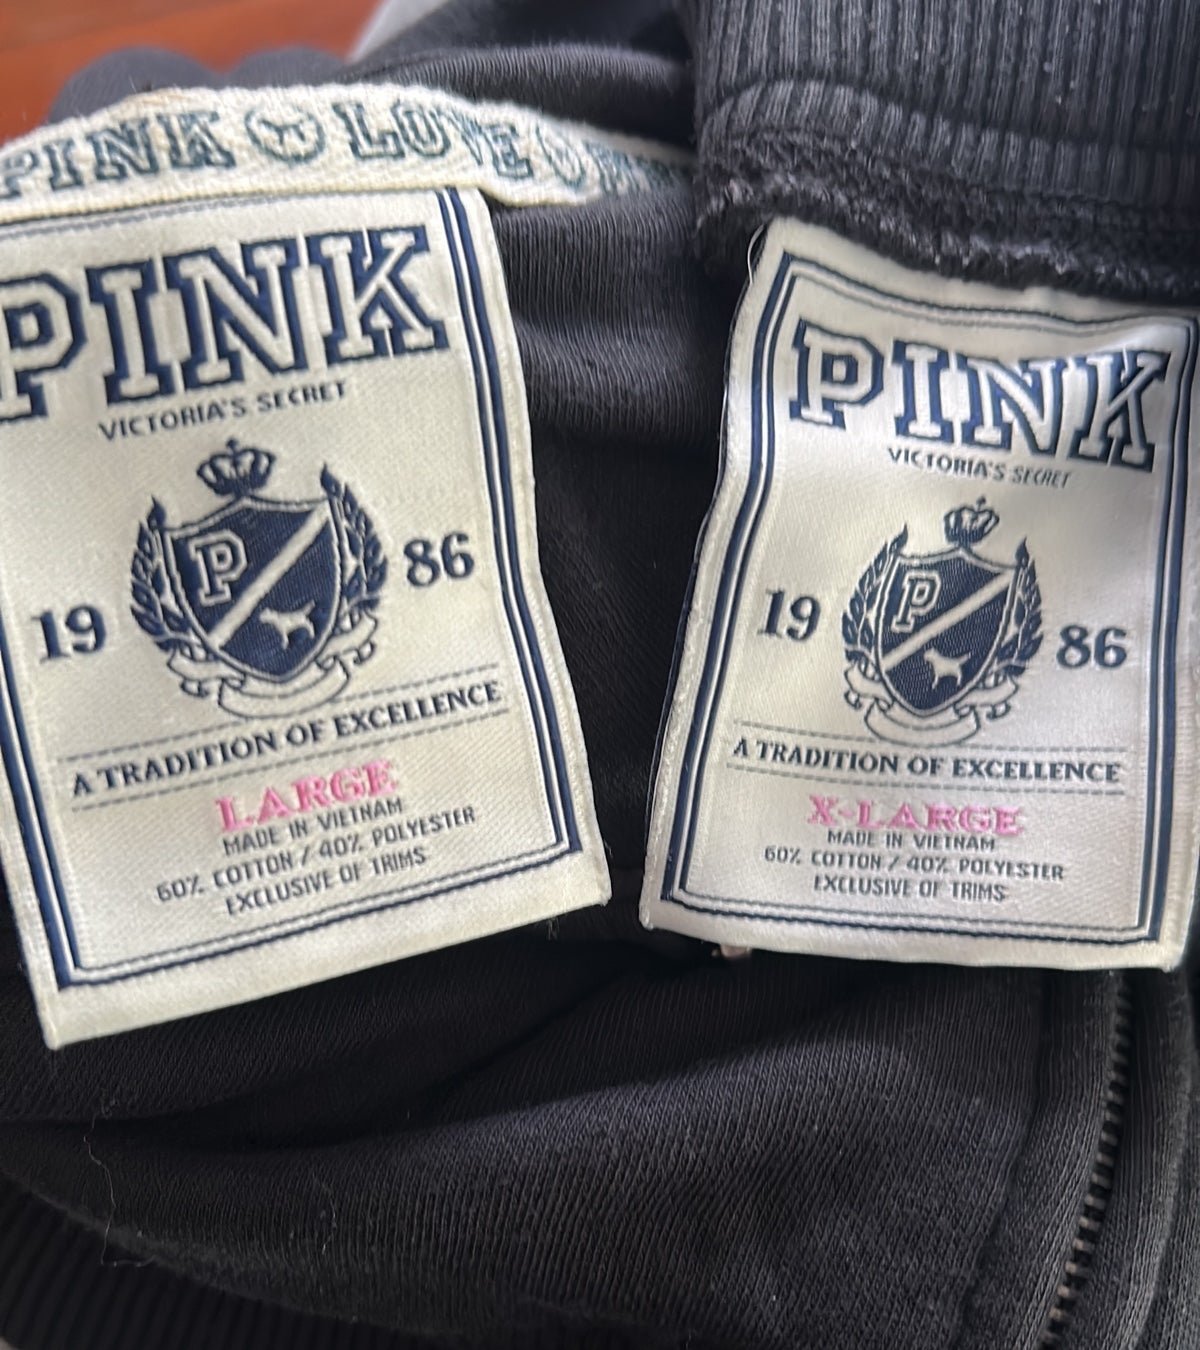 PINK LOVE
PINK
VICTORIA'S SECRET
P
19 86
A TRADITION OF EXCELLENCE
LARGE
MADE IN VIETNAM
60% COTTON / 40% POLYESTER
EXCLUSIVE OF TRIMS
PINK
VICTORIA'S SECRET
P
19 86
A TRADITION OF EXCELLENCE
X-LARGE
MADE IN VIETNAM
60% COTTON / 40% POLYESTER
EXCLUSIVE OF TRIMS